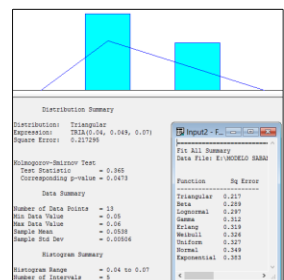 Distribution Summary
Distribution: Triangular
Expression: TRIA(0.04, 0.049, 0.07)
Square Error: 0.217295
Kolmogorov-Smirnov Test
Test Statistic = 0.365
Corresponding p-value = 0.0473
Data Summary
Number of Data Points = 13
Min Data Value = 0.05
Max Data Value = 0.06
Sample Mean = 0.0538
Sample Std Dev = 0.00506
Histogram Summary
Histogram Range = 0.04 to 0.07
Number of Intervals = 5
Input2 - F...
Fit All Summary
Data File: E:\MODELO
Function Sq Error
Triangular 0.217
Beta 0.289
Lognormal 0.297
Gamma 0.312
Erlang 0.319
Weibull 0.326
Uniform 0.327
Normal 0.349
Exponential 0.383